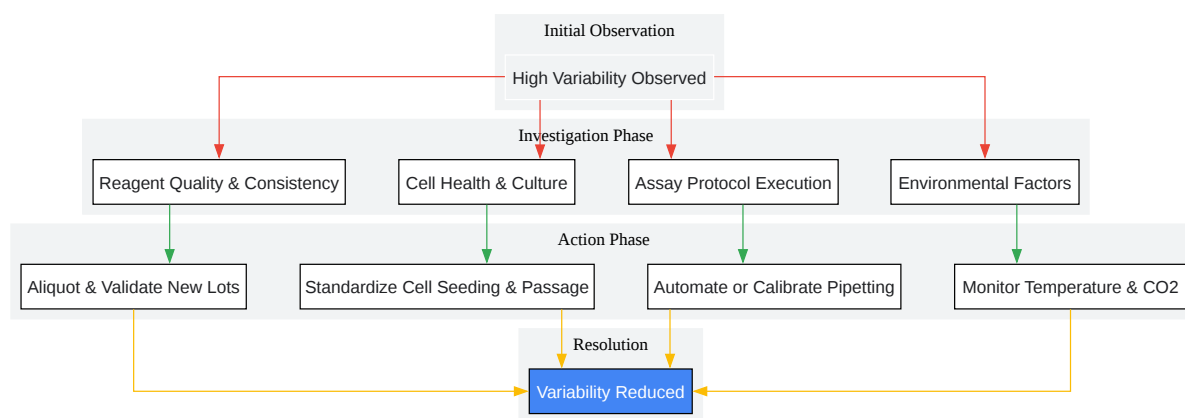 Initial Observation
High Variability Observed
Investigation Phase
Reagent Quality & Consistency
Cell Health & Culture
Assay Protocol Execution
Environmental Factors
Action Phase
Aliquot & Validate New Lots
Standardize Cell Seeding & Passage
Automate or Calibrate Pipetting
Monitor Temperature & CO2
Resolution
Variability Reduced